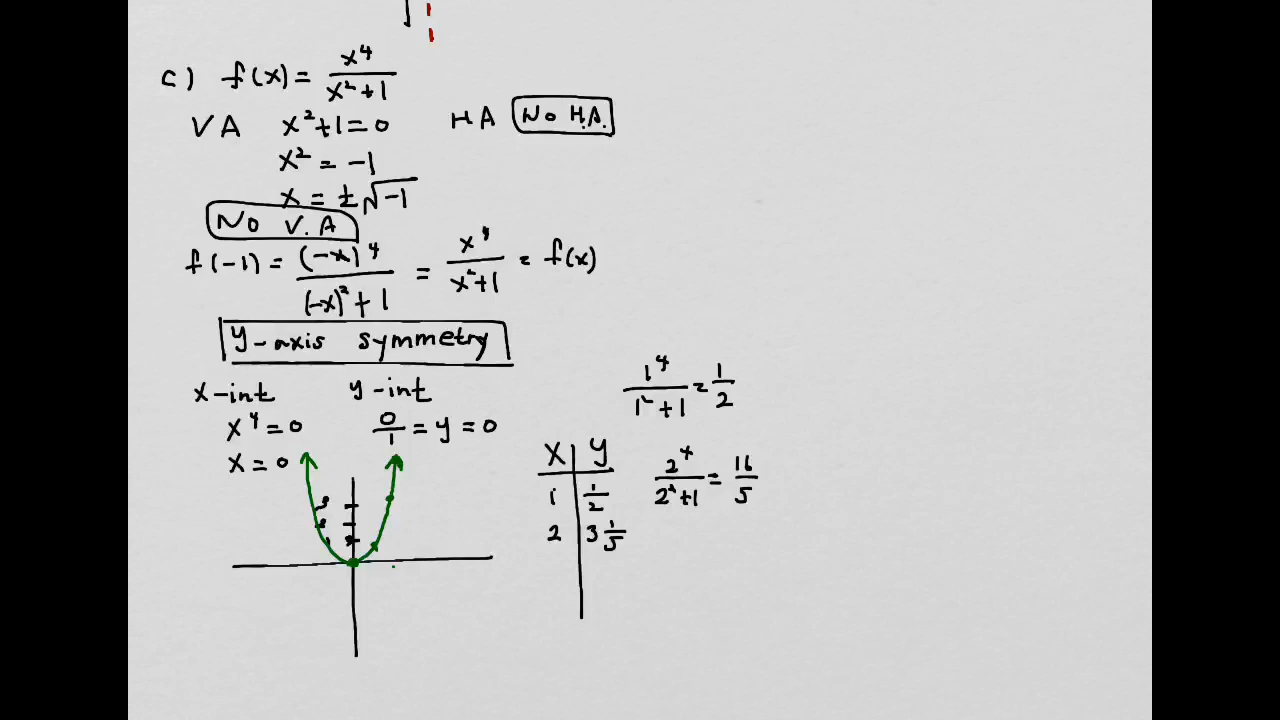 c) f(x) = x⁴/(x²+1)
VA x²+1=0 HA No H.A.
x² = -1
x = ±√-1
No V.A
f(-1) = (-x)⁴/((-x)²+1) = x⁴/(x²+1) = f(x)
y-axis symmetry
x-int y-int
x⁴=0 0/1 = y = 0
x=0
1⁴/(1²+1) = 1/2
x y
1 1/2
2 3 1/5
2⁴/(2²+1) = 16/5